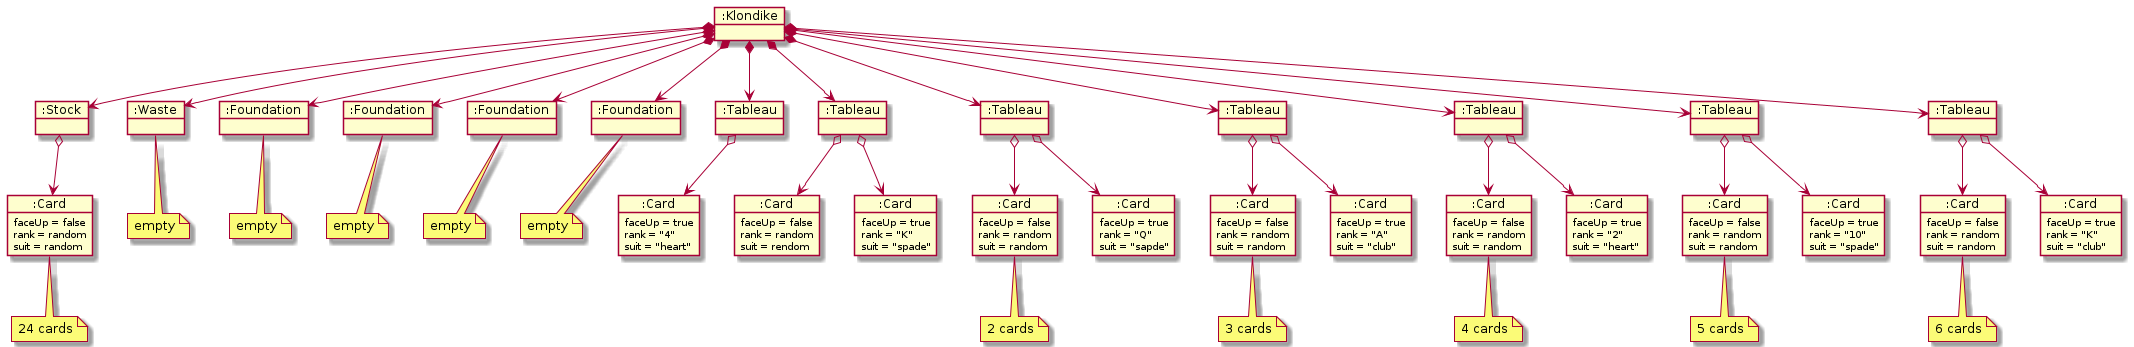 :Klondike
:Stock
:Waste
:Foundation
:Foundation
:Foundation
:Foundation
:Tableau
:Tableau
:Tableau
:Tableau
:Tableau
:Tableau
:Tableau
:Card
faceUp = false
rank = random
suit = random
empty
empty
empty
empty
empty
:Card
faceUp = true
rank = "4"
suit = "heart"
:Card
faceUp = false
rank = random
suit = rendom
:Card
faceUp = true
rank = "K"
suit = "spade"
:Card
faceUp = false
rank = random
suit = random
:Card
faceUp = true
rank = "Q"
suit = "sapde"
:Card
faceUp = false
rank = random
suit = random
:Card
faceUp = true
rank = "A"
suit = "club"
:Card
faceUp = false
rank = random
suit = random
:Card
faceUp = true
rank = "2"
suit = "heart"
:Card
faceUp = false
rank = random
suit = random
:Card
faceUp = true
rank = "10"
suit = "spade"
:Card
faceUp = false
rank = random
suit = random
:Card
faceUp = true
rank = "K"
suit = "club"
24 cards
2 cards
3 cards
4 cards
5 cards
6 cards